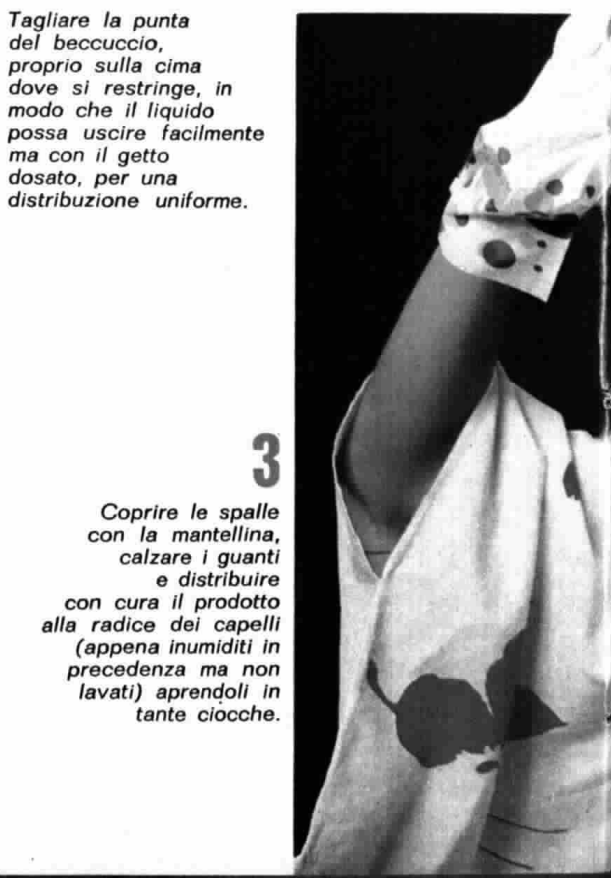 Tagliare la punta
del beccuccio,
proprio sulla cima
dove si restringe, in
modo che il liquido
possa uscire facilmente
ma con il getto
dosato, per una
distribuzione uniforme.
3
Coprire le spalle
con la mantellina,
calzare i guanti
e distribuire
con cura il prodotto
alla radice dei capelli
(appena inumiditi in
precedenza ma non
lavati) aprendoli in
tante ciocche.